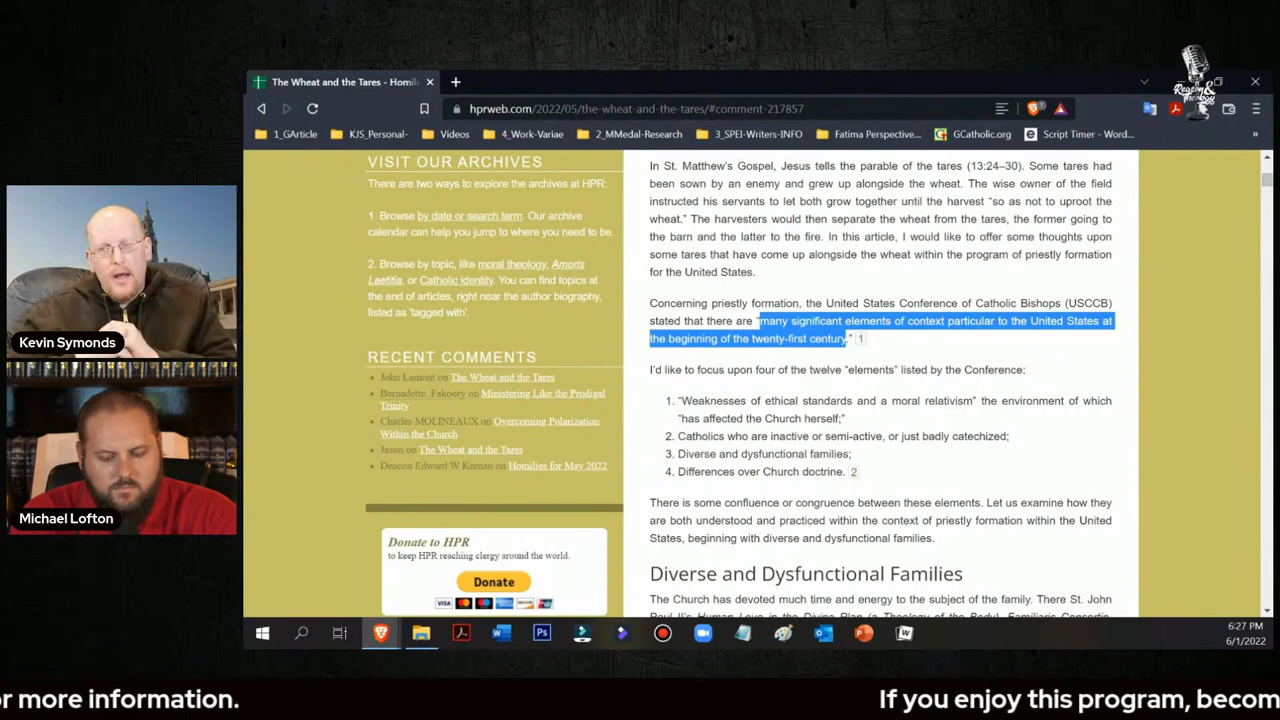 The Wheat and the Tares - Homil
hprweb.com/2022/05/the-wheat-and-the-tares/#comment-217857
Reason & Theology
1_GArticle
KJS_Personal-
Videos
4_Work-Variae
2_MMedal-Research
3_SPEI-Writers-INFO
Fatima Perspective...
GCatholic.org
Script Timer - Word...
VISIT OUR ARCHIVES
There are two ways to explore the archives at HPR:
1. Browse by date or search term. Our archive
calendar can help you jump to where you need to be.
2. Browse by topic, like moral theology, Amoris
Laetitia, or Catholic identity. You can find topics at
the end of articles, right near the author biography,
listed as 'tagged with'.
RECENT COMMENTS
John Lamont on The Wheat and the Tares
Bernadette. Fakoory on Ministering Like the Prodigal
Trinity
Charles MOLINEAUX on Overcoming Polarization
Within the Church
Jason on The Wheat and the Tares
Deacon Edward W Kernan on Homilies for May 2022
Donate to HPR
to keep HPR reaching clergy around the world.
Donate
In St. Matthew's Gospel, Jesus tells the parable of the tares (13:24–30). Some tares had
been sown by an enemy and grew up alongside the wheat. The wise owner of the field
instructed his servants to let both grow together until the harvest “so as not to uproot the
wheat.” The harvesters would then separate the wheat from the tares, the former going to
the barn and the latter to the fire. In this article, I would like to offer some thoughts upon
some tares that have come up alongside the wheat within the program of priestly formation
for the United States.
Concerning priestly formation, the United States Conference of Catholic Bishops (USCCB)
stated that there are “many significant elements of context particular to the United States at
the beginning of the twenty-first century.” 1
I'd like to focus upon four of the twelve “elements” listed by the Conference:
1. “Weaknesses of ethical standards and a moral relativism” the environment of which
“has affected the Church herself;”
2. Catholics who are inactive or semi-active, or just badly catechized;
3. Diverse and dysfunctional families;
4. Differences over Church doctrine. 2
There is some confluence or congruence between these elements. Let us examine how they
are both understood and practiced within the context of priestly formation within the United
States, beginning with diverse and dysfunctional families.
Diverse and Dysfunctional Families
The Church has devoted much time and energy to the subject of the family. There St. John
Paul II's Human Love in the Divine Plan (a Theology of the Body), Familiaris Consortio,
Kevin Symonds
Michael Lofton
6:27 PM
6/1/2022
or more information.
If you enjoy this program, becom